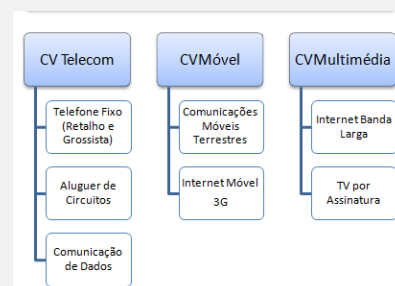 CV Telecom
Telefone Fixo
(Retalho e
Grossista)
Aluguer de
Circuitos
Comunicação
de Dados
CVMóvel
Comunicações
Móveis
Terrestres
Internet Móvel
3G
CVMultimédia
Internet Banda
Larga
TV por
Assinatura